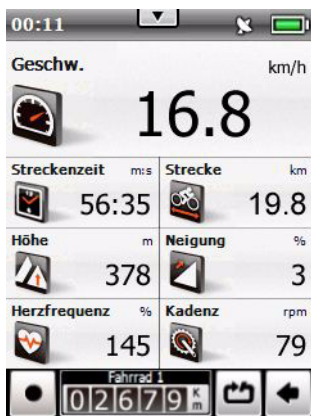 00:11
Geschw. km/h
16.8
Streckenzeit m:s Strecke km
56:35 19.8
Höhe m Neigung %
378 3
Herzfrequenz % Kadenz rpm
145 79
Fahrrad 1
02679 km